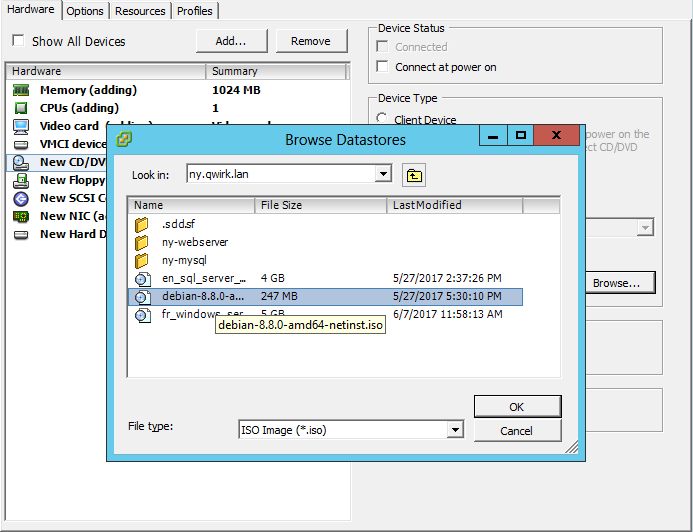 Hardware Options Resources Profiles
Show All Devices Add... Remove
Hardware Summary
Memory (adding) 1024 MB
CPUs (adding) 1
Video card (adding)
VMCI device
New CD/DV
New Floppy
New SCSI C
New NIC (a
New Hard D
Device Status
Connected
Connect at power on
Device Type
Client Device
power on the
ct CD/DVD
Browse...
Browse Datastores
Look in: ny.qwirk.lan
Name File Size LastModified
.sdd.sf
ny-webserver
ny-mysql
en_sql_server_... 4 GB 5/27/2017 2:37:26 PM
debian-8.8.0-a... 247 MB 5/27/2017 5:30:10 PM
fr_windows_ser 5 GB 6/7/2017 11:58:13 AM
debian-8.8.0-amd64-netinst.iso
OK
File type: ISO Image (*.iso) Cancel